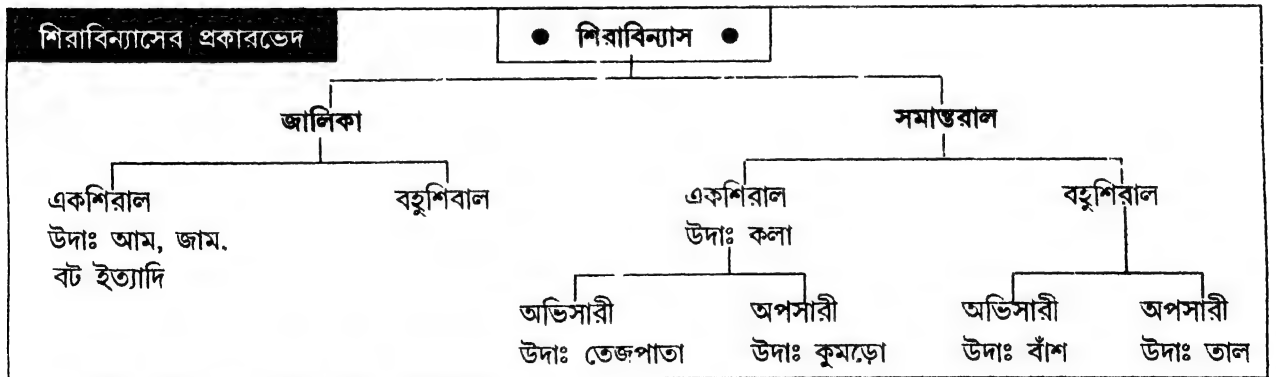 শিরাবিন্যাসের প্রকারভেদ
● শিরাবিন্যাস ●
জালিকা সমান্তরাল
একশিরাল বহুশিবাল একশিরাল বহুশিরাল
উদাঃ আম, জাম. উদাঃ কলা
বট ইত্যাদি
অভিসারী অপসারী অভিসারী অপসারী
উদাঃ তেজপাতা উদাঃ কুমড়ো উদাঃ বাঁশ উদাঃ তাল